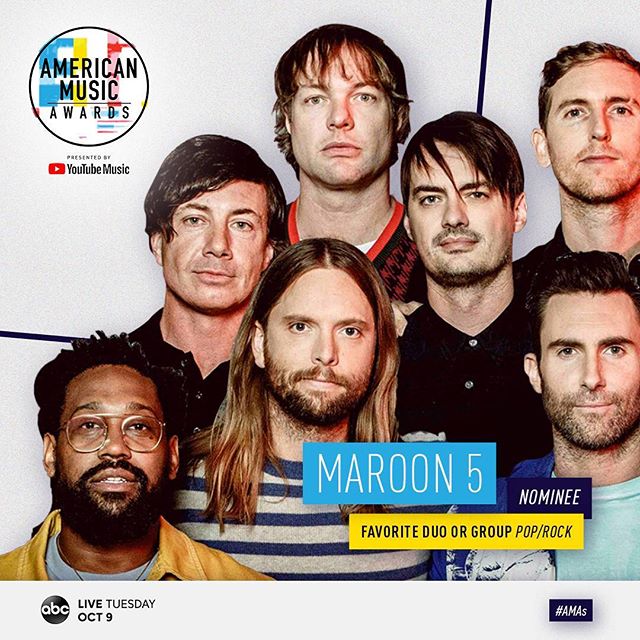 AMERICAN
MUSIC
AWARDS
PRESENTED BY
YouTube Music
MAROON 5
NOMINEE
FAVORITE DUO OR GROUP POP/ROCK
abc
LIVE TUESDAY
OCT 9
#AMAs